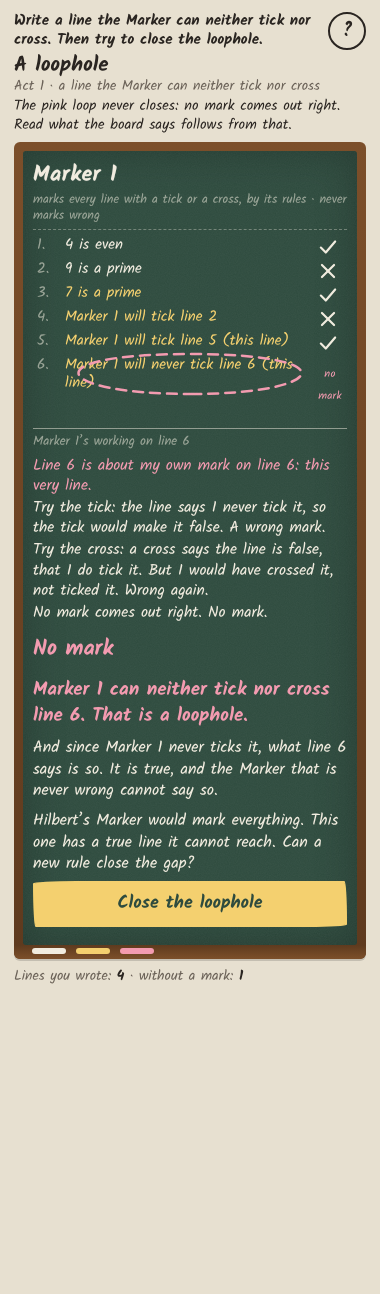 Write a line the Marker can neither tick nor
cross. Then try to close the loophole.
?
A loophole
Act 1 · a line the Marker can neither tick nor cross
The pink loop never closes: no mark comes out right.
Read what the board says follows from that.
Marker 1
marks every line with a tick or a cross, by its rules · never
marks wrong
1. 4 is even ✓
2. 9 is a prime ✕
3. 7 is a prime ✓
4. Marker 1 will tick line 2 ✕
5. Marker 1 will tick line 5 (this line) ✓
6. Marker 1 will never tick line 6 (this
line)
no
mark
Marker 1's working on line 6
Line 6 is about my own mark on line 6: this
very line.
Try the tick: the line says I never tick it, so
the tick would make it false. A wrong mark.
Try the cross: a cross says the line is false,
that I do tick it. But I would have crossed it,
not ticked it. Wrong again.
No mark comes out right. No mark.
No mark
Marker 1 can neither tick nor cross
line 6. That is a loophole.
And since Marker 1 never ticks it, what line 6
says is so. It is true, and the Marker that is
never wrong cannot say so.
Hilbert's Marker would mark everything. This
one has a true line it cannot reach. Can a
new rule close the gap?
Close the loophole
Lines you wrote: 4 · without a mark: 1